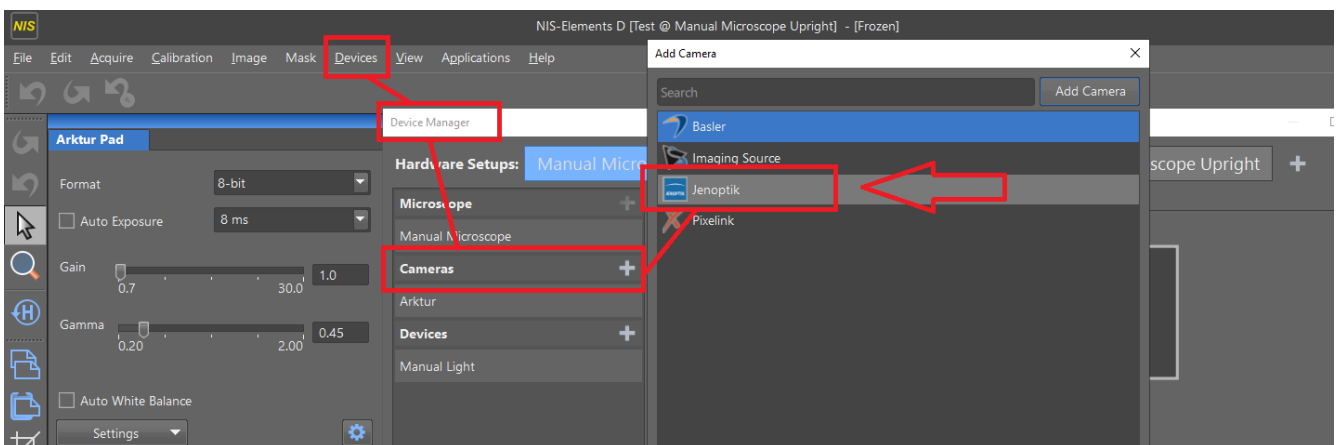 NIS
NIS-Elements D [Test @ Manual Microscope Upright] - [Frozen]
File Edit Acquire Calibration Image Mask Devices View Applications Help
Add Camera
Search
Add Camera
Device Manager
Basler
Arktur Pad
Imaging Source
Hardware Setups:
Manual Micro
scope Upright
Format
8-bit
JENOPTIK
Jenoptik
Microscope
Auto Exposure
8 ms
Pixelink
Manual Microscope
Gain
1.0
0.7
30.0
Cameras
Arktur
Gamma
0.45
0.20
2.00
Devices
Manual Light
Auto White Balance
Settings